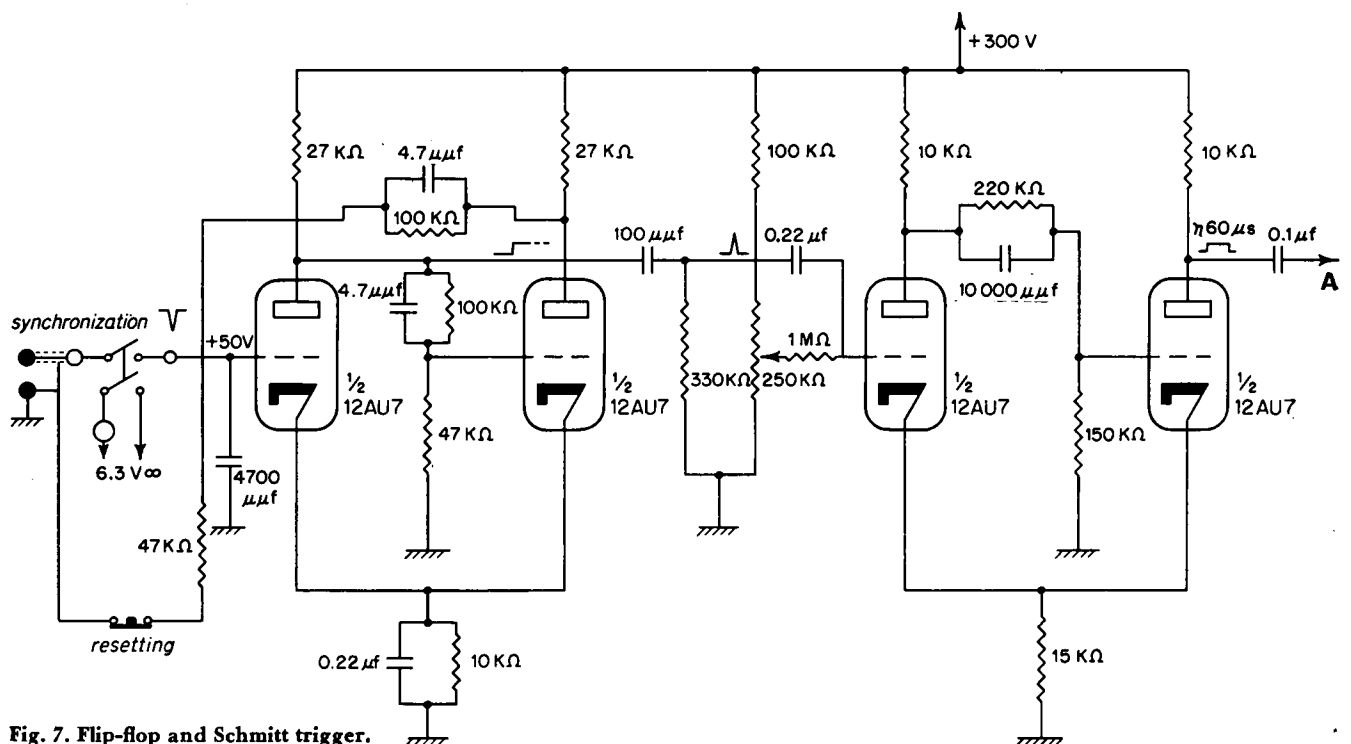 +300 V
27 KΩ
4.7 μμf
27 KΩ
100 KΩ
10 KΩ
10 KΩ
220 KΩ
100 KΩ
100 μμf
0.22 μf
η60 μs
0.1 μf
A
4.7 μμf
100 KΩ
10 000 μμf
synchronization
+50V
1 MΩ
½
12AU7
½
12AU7
330 KΩ
250 KΩ
½
12AU7
½
12AU7
6.3 V∞
4700
μμf
47 KΩ
150 KΩ
47 KΩ
resetting
0.22 μf
10 KΩ
15 KΩ
Fig. 7. Flip-flop and Schmitt trigger.